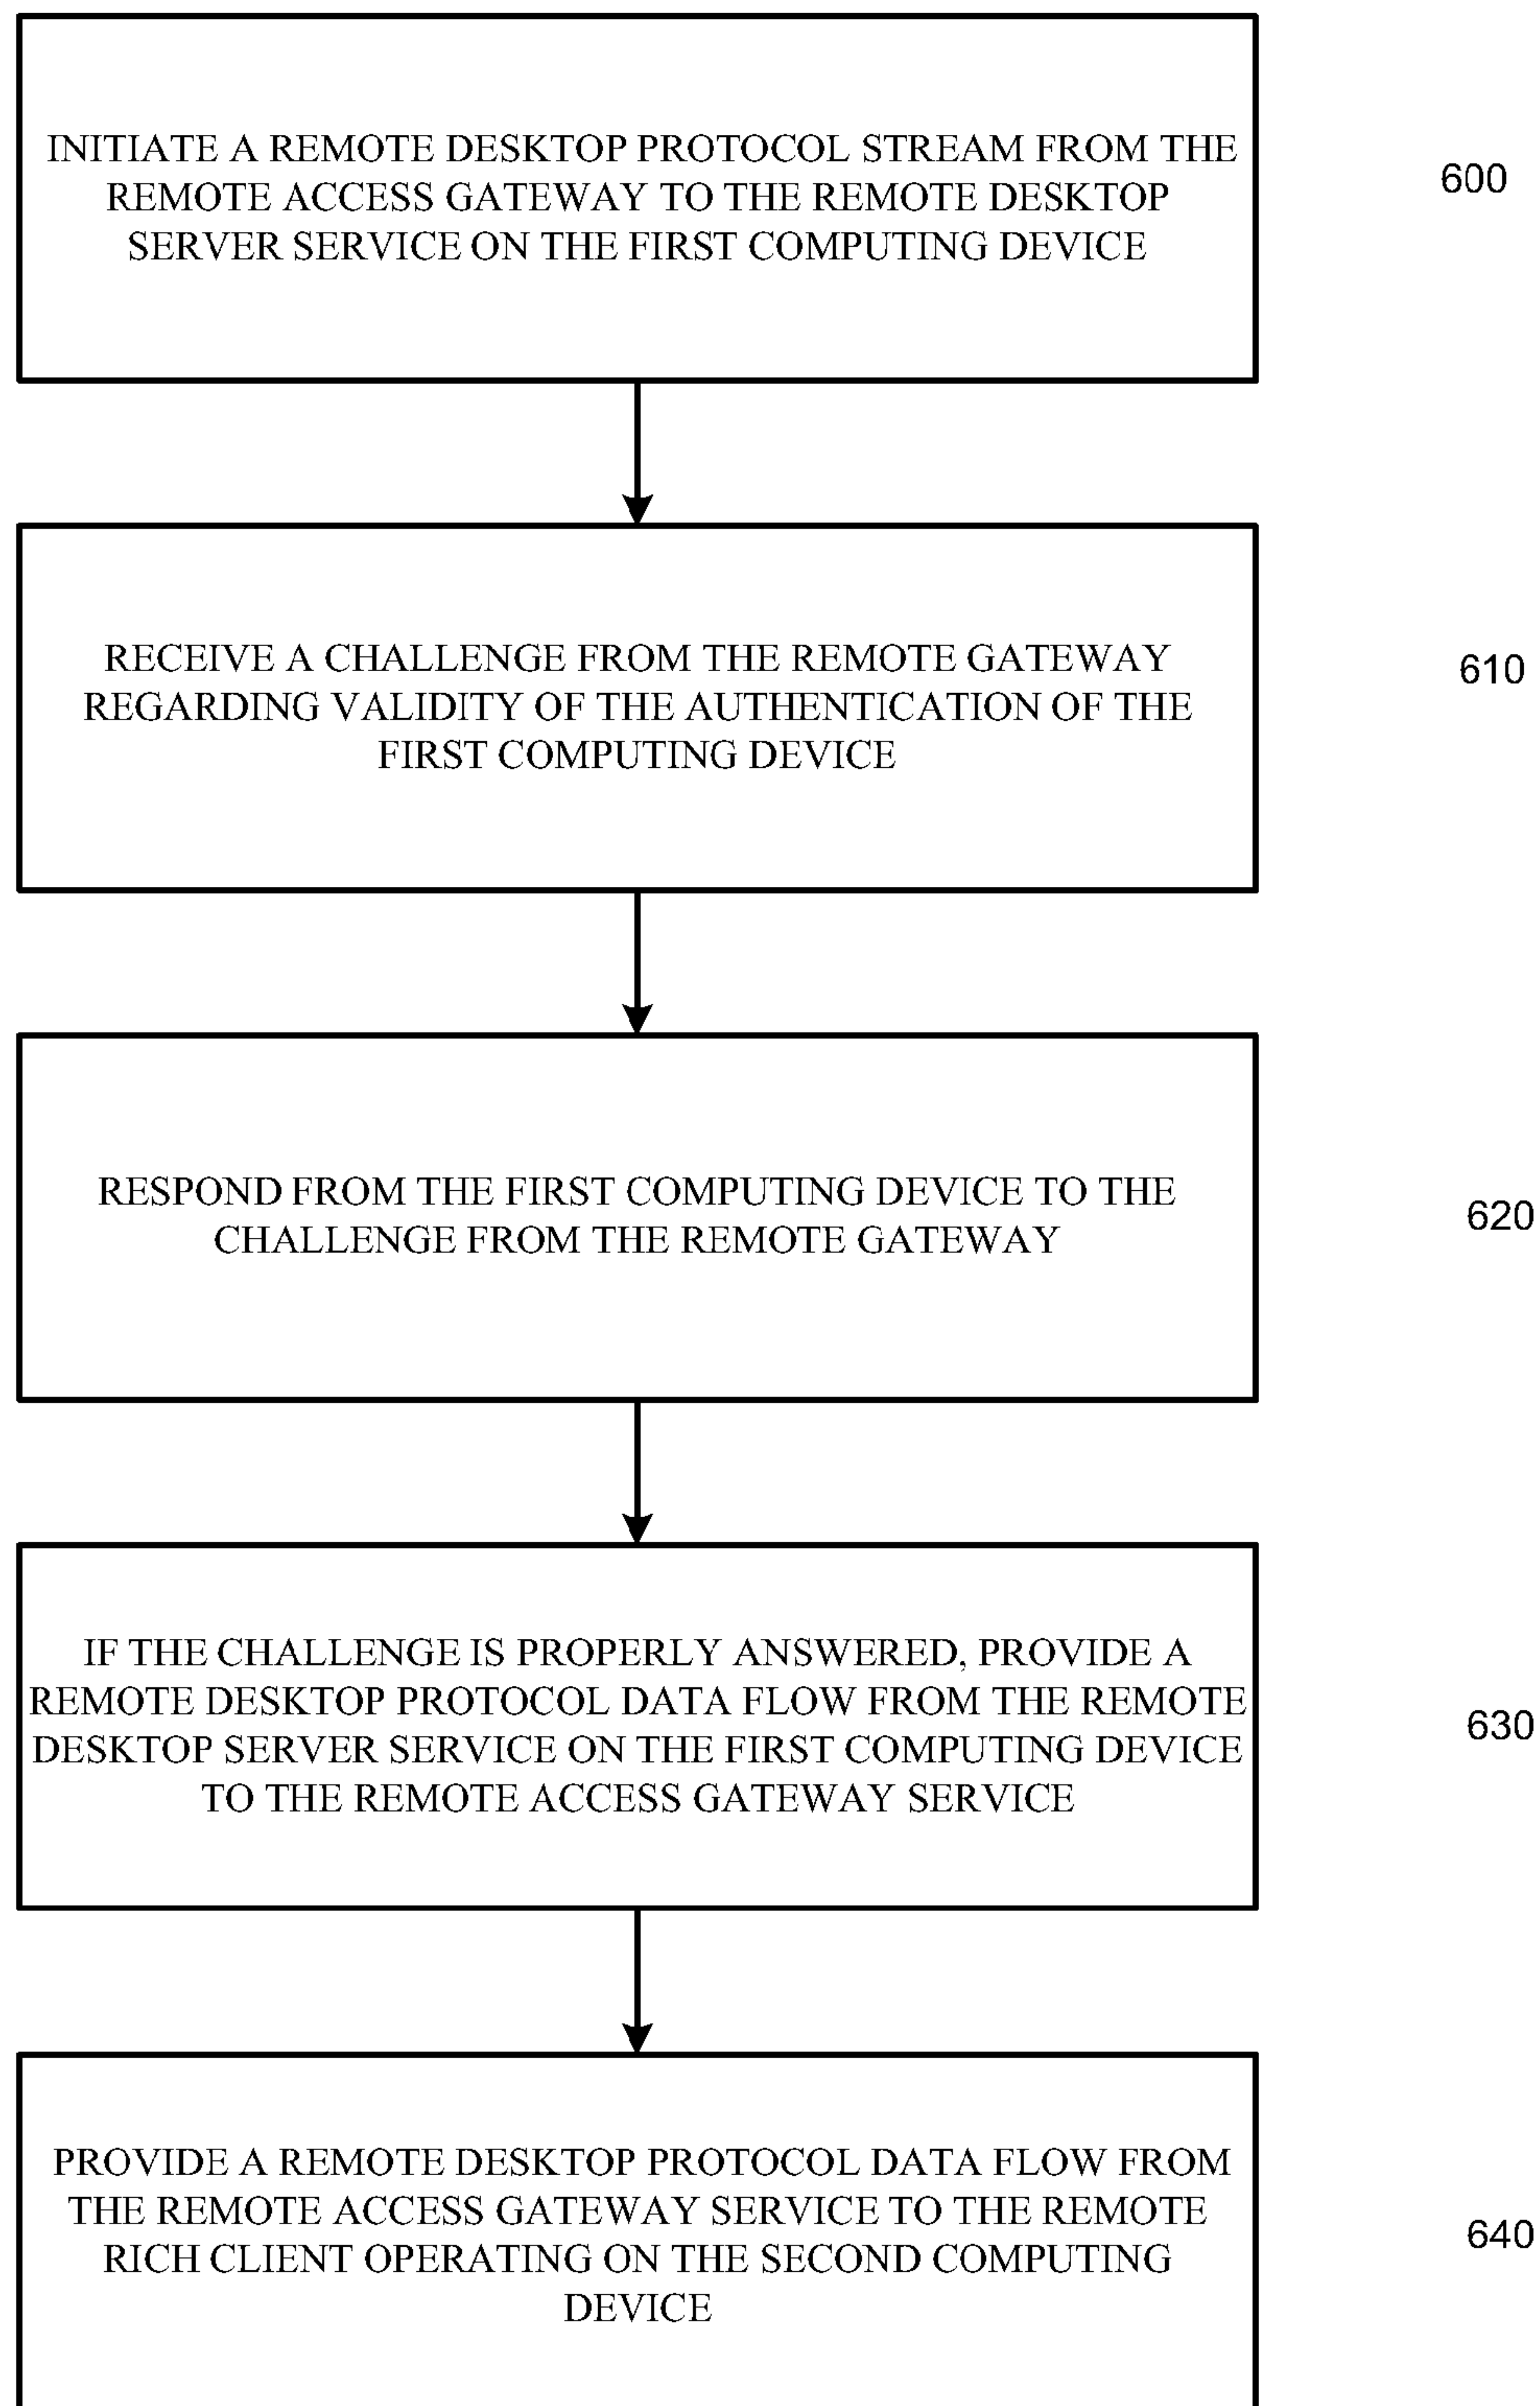 INITIATE A REMOTE DESKTOP PROTOCOL STREAM FROM THE
REMOTE ACCESS GATEWAY TO THE REMOTE DESKTOP
SERVER SERVICE ON THE FIRST COMPUTING DEVICE
600
RECEIVE A CHALLENGE FROM THE REMOTE GATEWAY
REGARDING VALIDITY OF THE AUTHENTICATION OF THE
FIRST COMPUTING DEVICE
610
RESPOND FROM THE FIRST COMPUTING DEVICE TO THE
CHALLENGE FROM THE REMOTE GATEWAY
620
IF THE CHALLENGE IS PROPERLY ANSWERED, PROVIDE A
REMOTE DESKTOP PROTOCOL DATA FLOW FROM THE REMOTE
DESKTOP SERVER SERVICE ON THE FIRST COMPUTING DEVICE
TO THE REMOTE ACCESS GATEWAY SERVICE
630
PROVIDE A REMOTE DESKTOP PROTOCOL DATA FLOW FROM
THE REMOTE ACCESS GATEWAY SERVICE TO THE REMOTE
RICH CLIENT OPERATING ON THE SECOND COMPUTING
DEVICE
640